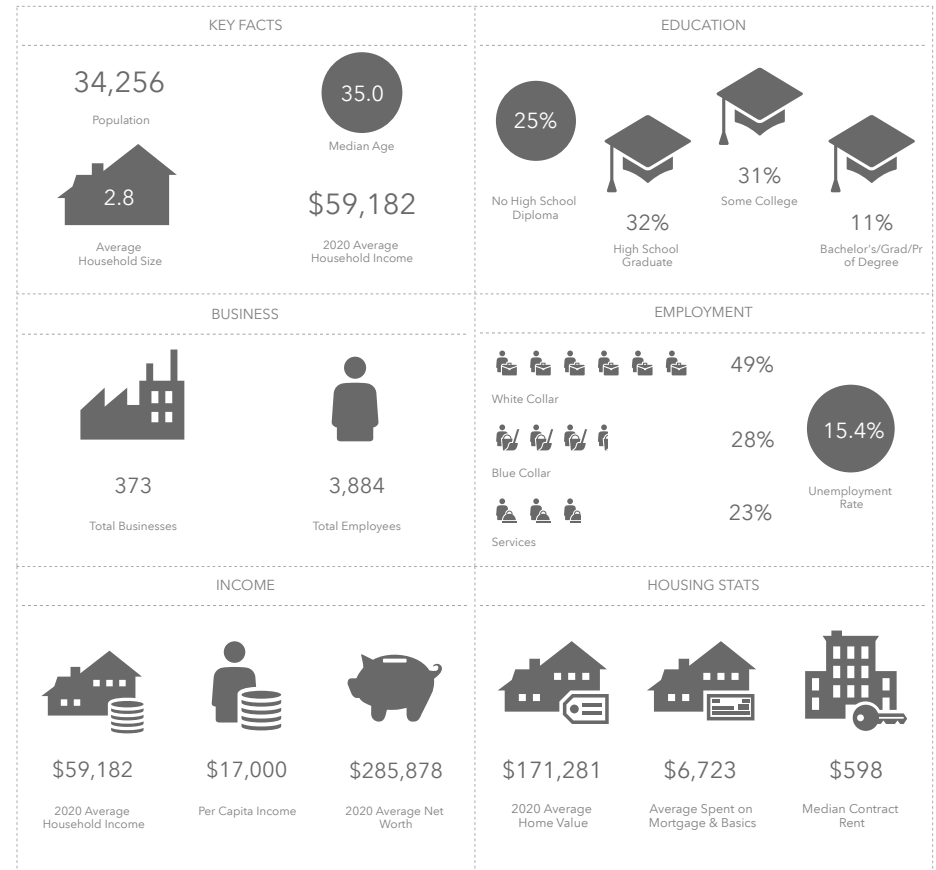 KEY FACTS
34,256
Population
35.0
Median Age
2.8
Average
Household Size
$59,182
2020 Average
Household Income
EDUCATION
25%
No High School
Diploma
32%
High School
Graduate
31%
Some College
11%
Bachelor's/Grad/Pr
of Degree
BUSINESS
373
Total Businesses
3,884
Total Employees
EMPLOYMENT
49%
White Collar
28%
Blue Collar
23%
Services
15.4%
Unemployment
Rate
INCOME
$59,182
2020 Average
Household Income
$17,000
Per Capita Income
$285,878
2020 Average Net
Worth
HOUSING STATS
$171,281
2020 Average
Home Value
$6,723
Average Spent on
Mortgage & Basics
$598
Median Contract
Rent